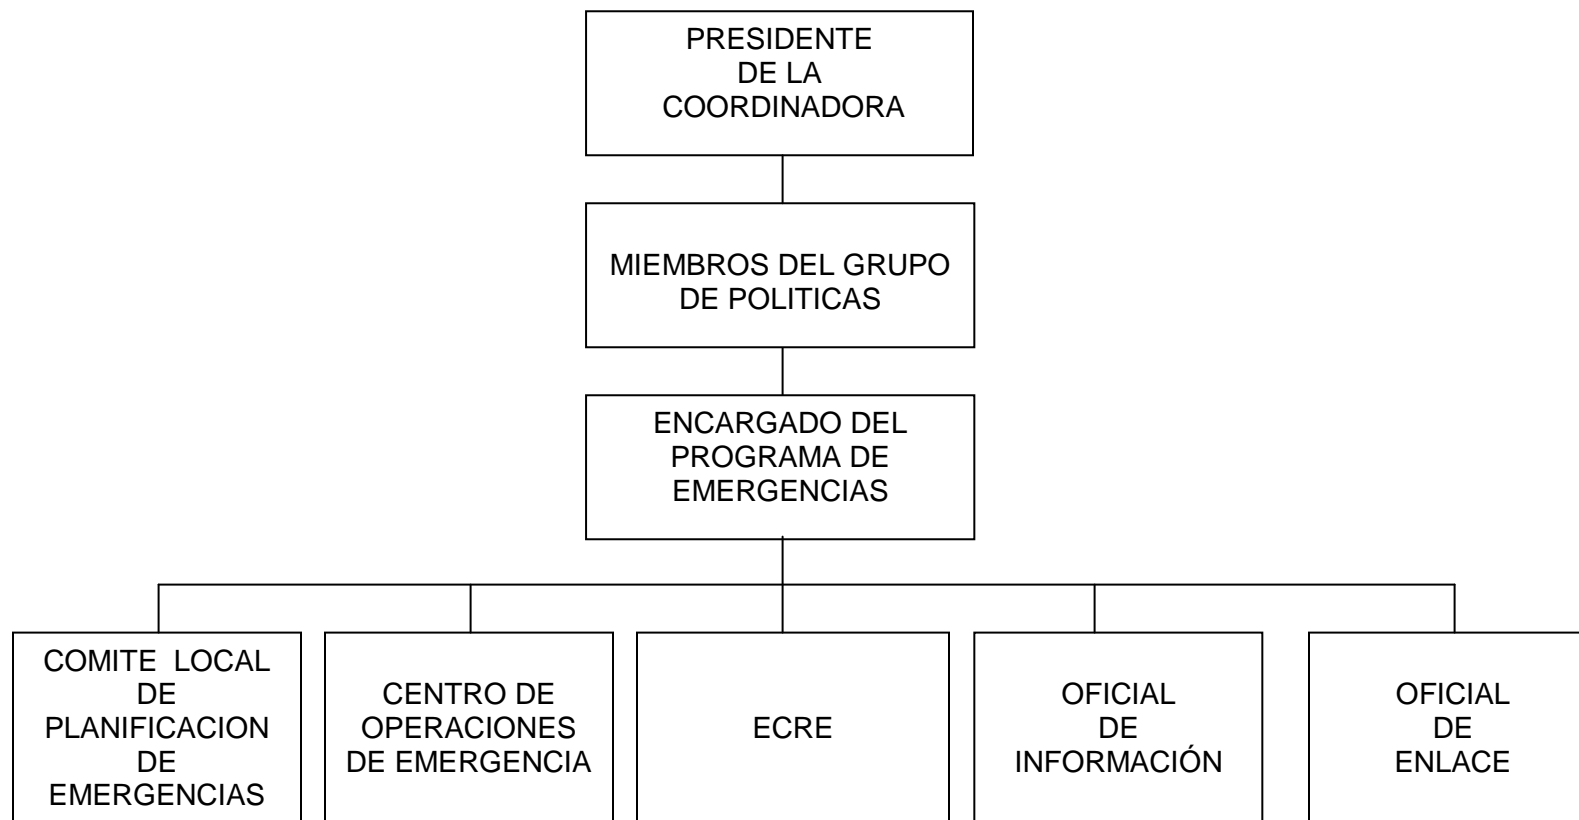 PRESIDENTE
DE LA
COORDINADORA
MIEMBROS DEL GRUPO
DE POLITICAS
ENCARGADO DEL
PROGRAMA DE
EMERGENCIAS
COMITE LOCAL
DE
PLANIFICACION
DE
EMERGENCIAS
CENTRO DE
OPERACIONES
DE EMERGENCIA
ECRE
OFICIAL
DE
INFORMACIÓN
OFICIAL
DE
ENLACE